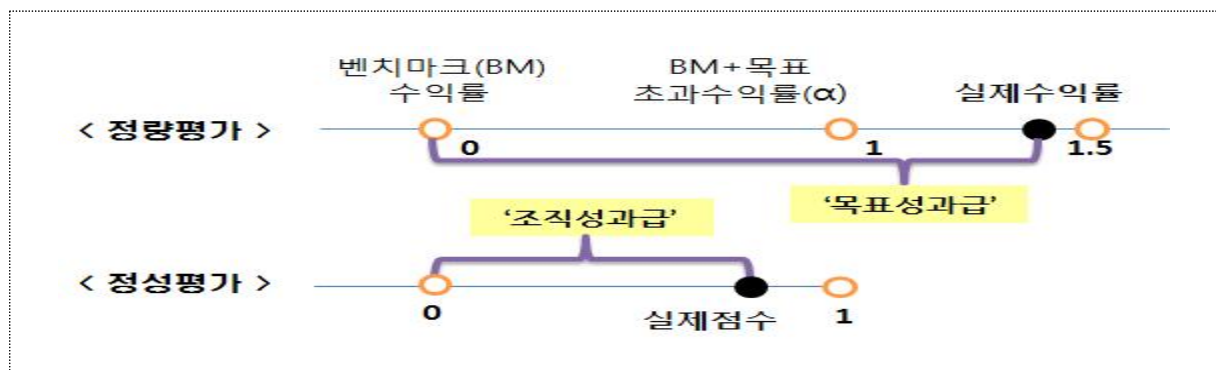 벤치마크(BM)
수익률
BM+목표
초과수익률(α)
실제수익률
< 정량평가 >
0
1
1.5
‘조직성과급’
‘목표성과급’
< 정성평가 >
0
실제점수
1